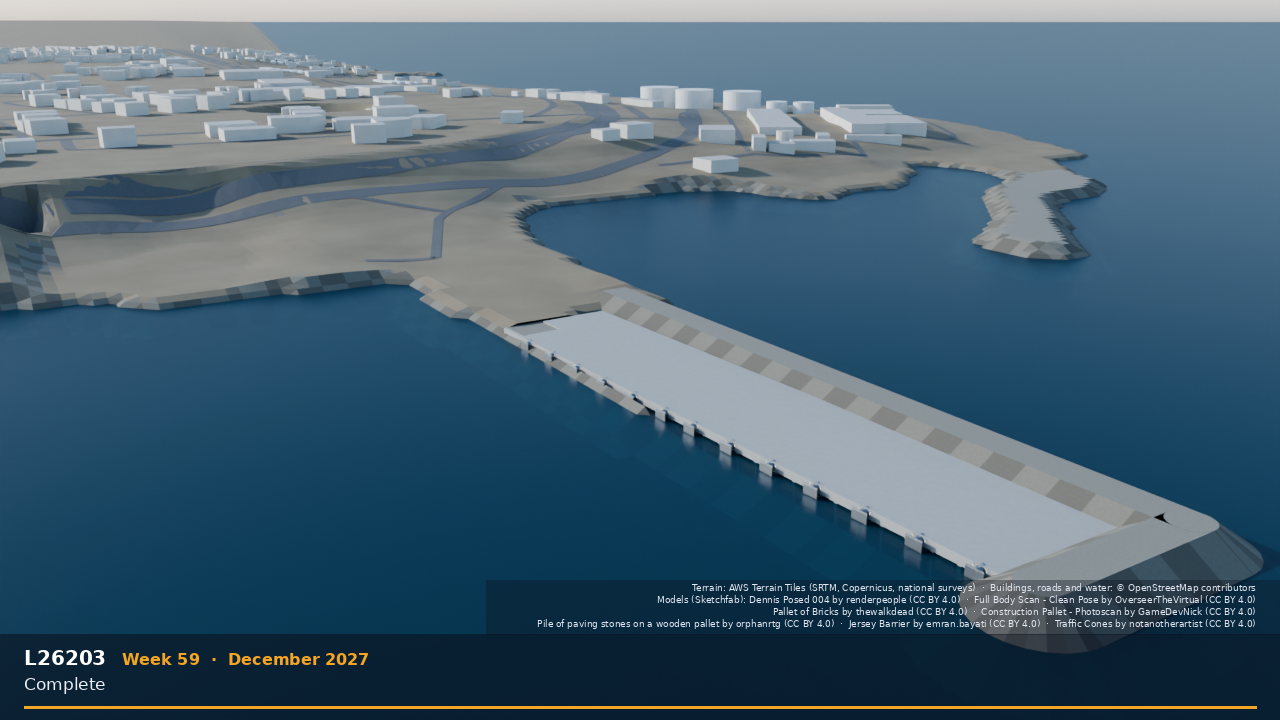 Terrain: AWS Terrain Tiles (SRTM, Copernicus, national surveys)  ·  Buildings, roads and water: © OpenStreetMap contributors
Models (Sketchfab): Dennis Posed 004 by renderpeople (CC BY 4.0)  ·  Full Body Scan - Clean Pose by OverseerTheVirtual (CC BY 4.0)
Pallet of Bricks by thewalkdead (CC BY 4.0)  ·  Construction Pallet - Photoscan by GameDevNick (CC BY 4.0)
Pile of paving stones on a wooden pallet by orphanrtg (CC BY 4.0)  ·  Jersey Barrier by emran.bayati (CC BY 4.0)  ·  Traffic Cones by notanotherartist (CC BY 4.0)
L26203 Week 59  ·  December 2027
Complete